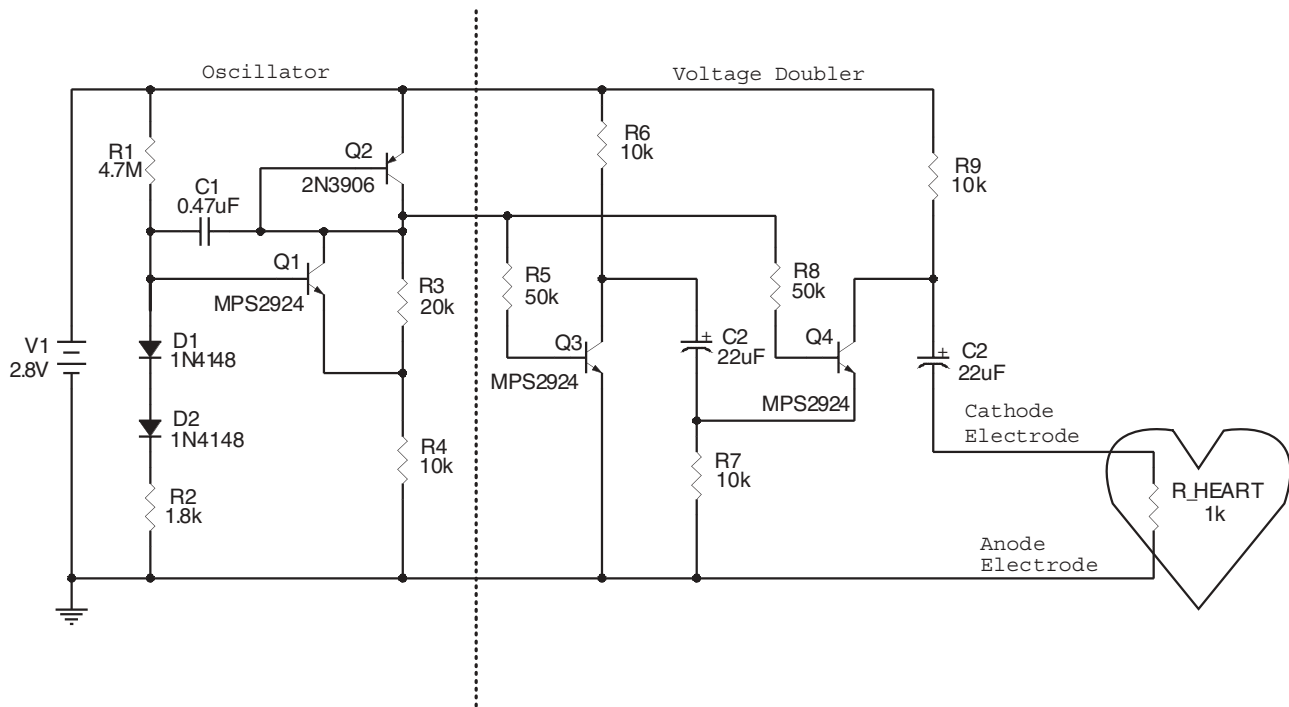 Oscillator
Voltage Doubler
R1
4.7M
C1
0.47uF
Q2
2N3906
R6
10k
R9
10k
Q1
MPS2924
R3
20k
R5
50k
R8
50k
V1
2.8V
D1
1N4148
Q3
MPS2924
C2
22uF
+
Q4
MPS2924
C2
22uF
+
D2
1N4148
R4
10k
R7
10k
Cathode
Electrode
R2
1.8k
R_HEART
1k
Anode
Electrode